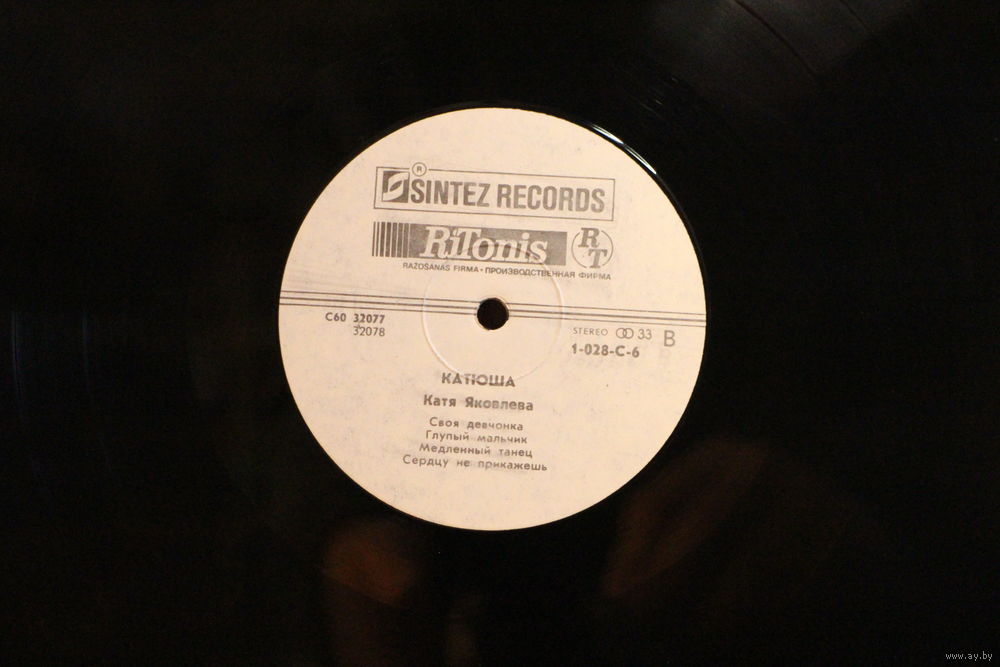 ®
SINTEZ RECORDS
RiTonis RT
RAŽOŠANAS FIRMA • ПРОИЗВОДСТВЕННАЯ ФИРМА
С60 32077
32078
STEREO 33 B
1-028-C-6
КАТЮША
Катя Яковлева
Своя девчонка
Глупый мальчик
Медленный танец
Сердцу не прикажешь
www.ay.by